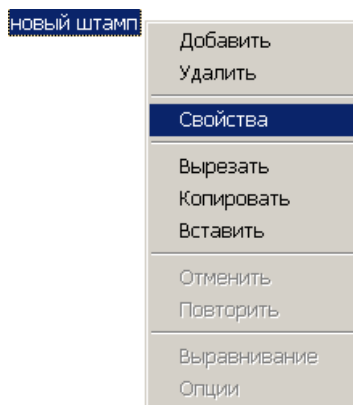 новый штамп
Добавить
Удалить
Свойства
Вырезать
Копировать
Вставить
Отменить
Повторить
Выравнивание
Опции